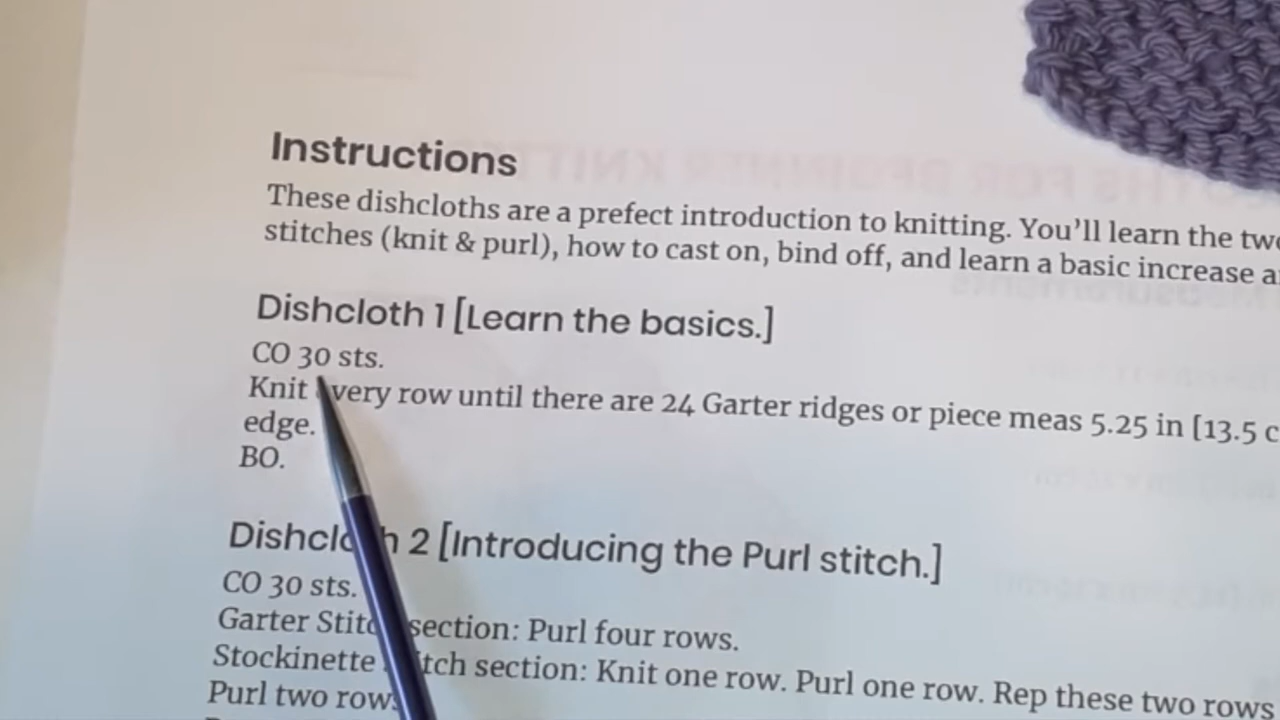 Instructions
These dishcloths are a prefect introduction to knitting. You'll learn the
stitches (knit & purl), how to cast on, bind off, and learn a basic increase
Dishcloth 1 [Learn the basics.]
CO 30 sts.
Knit every row until there are 24 Garter ridges or piece meas 5.25 in [13.5
edge.
BO.
Dishcloth 2 [Introducing the Purl stitch.]
CO 30 sts.
Garter Stitch section: Purl four rows.
Stockinette Stitch section: Knit one row. Purl one row. Rep these two rows
Purl two rows